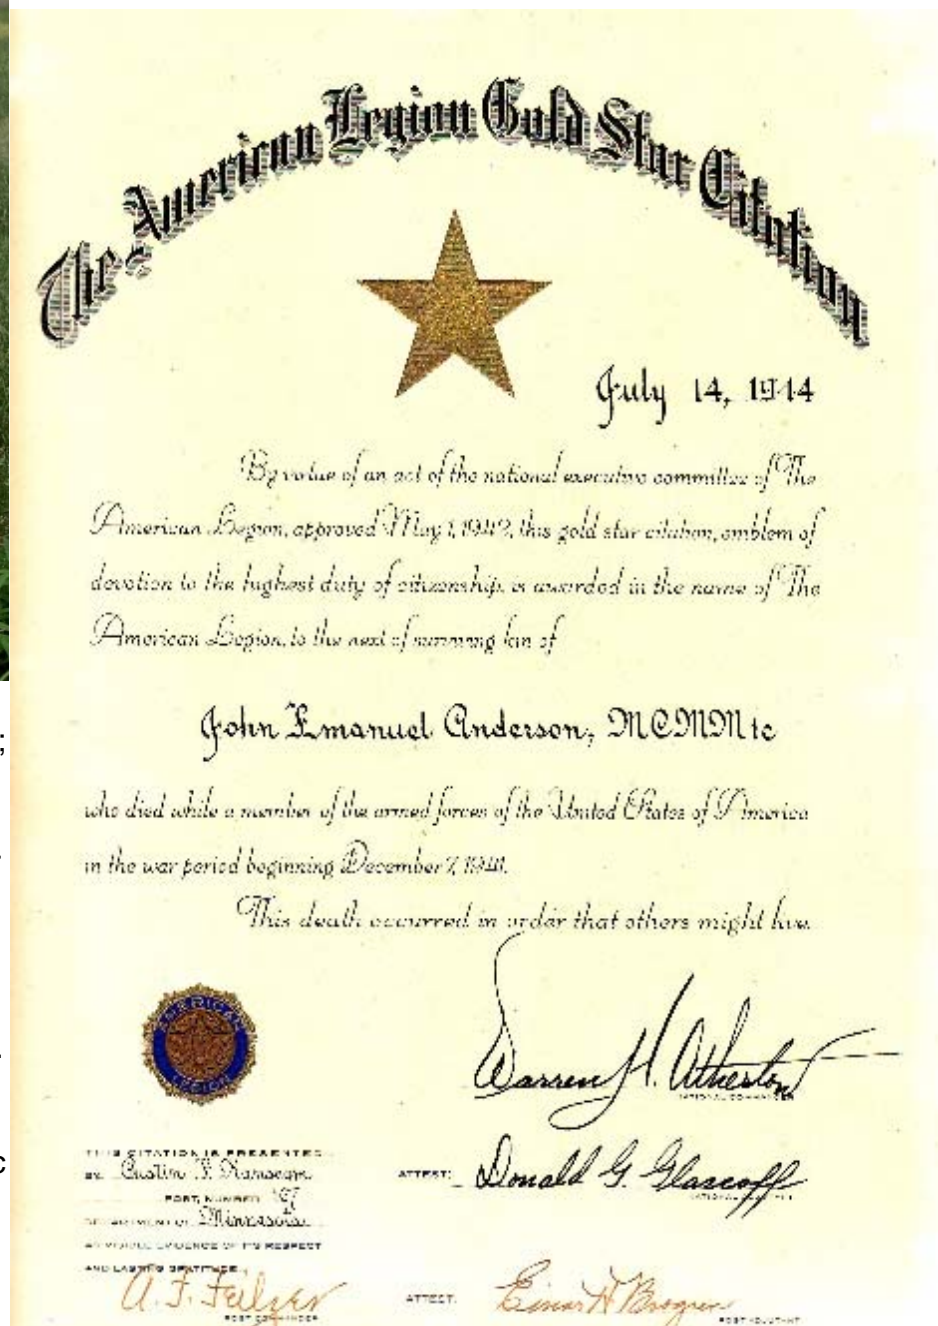 The American Legion Gold Star Citation
July 14, 1944
By virtue of an act of the national executive committee of The
American Legion, approved May 1, 1942, this gold star citation, emblem of
devotion to the highest duty of citizenship, is awarded in the name of The
American Legion, to the next of surviving kin of
John Emanuel Anderson, MCMM1c
who died while a member of the armed forces of the United States of America
in the war period beginning December 7, 1941.
This death occurred in order that others might live.
AMERICAN
LEGION
Warren H. Atherton
NATIONAL COMMANDER
THIS CITATION IS PRESENTED
BY
POST, NUMBER
DEPARTMENT OF Minnesota
AS VISIBLE EVIDENCE OF ITS RESPECT
AND LASTING GRATITUDE
ATTEST: Donald G. Glascoff
NATIONAL ADJUTANT
A. F. Feilzer
POST COMMANDER
ATTEST: Einar H Brogren
POST ADJUTANT